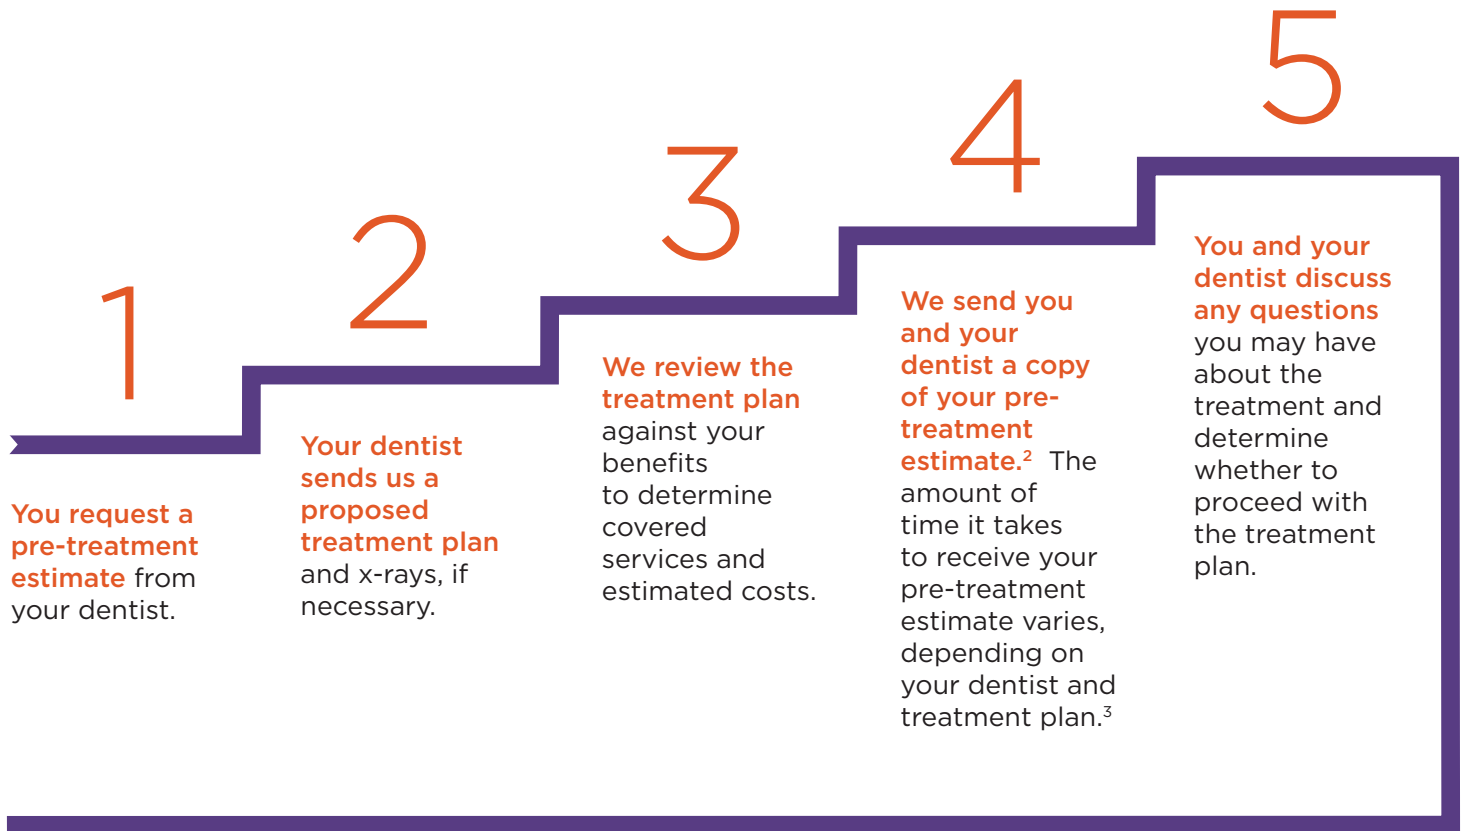 1
You request a
pre-treatment
estimate from
your dentist.
2
Your dentist
sends us a
proposed
treatment plan
and x-rays, if
necessary.
3
We review the
treatment plan
against your
benefits
to determine
covered
services and
estimated costs.
4
We send you
and your
dentist a copy
of your pre-
treatment
estimate.² The
amount of
time it takes
to receive your
pre-treatment
estimate varies,
depending on
your dentist and
treatment plan.³
5
You and your
dentist discuss
any questions
you may have
about the
treatment and
determine
whether to
proceed with
the treatment
plan.